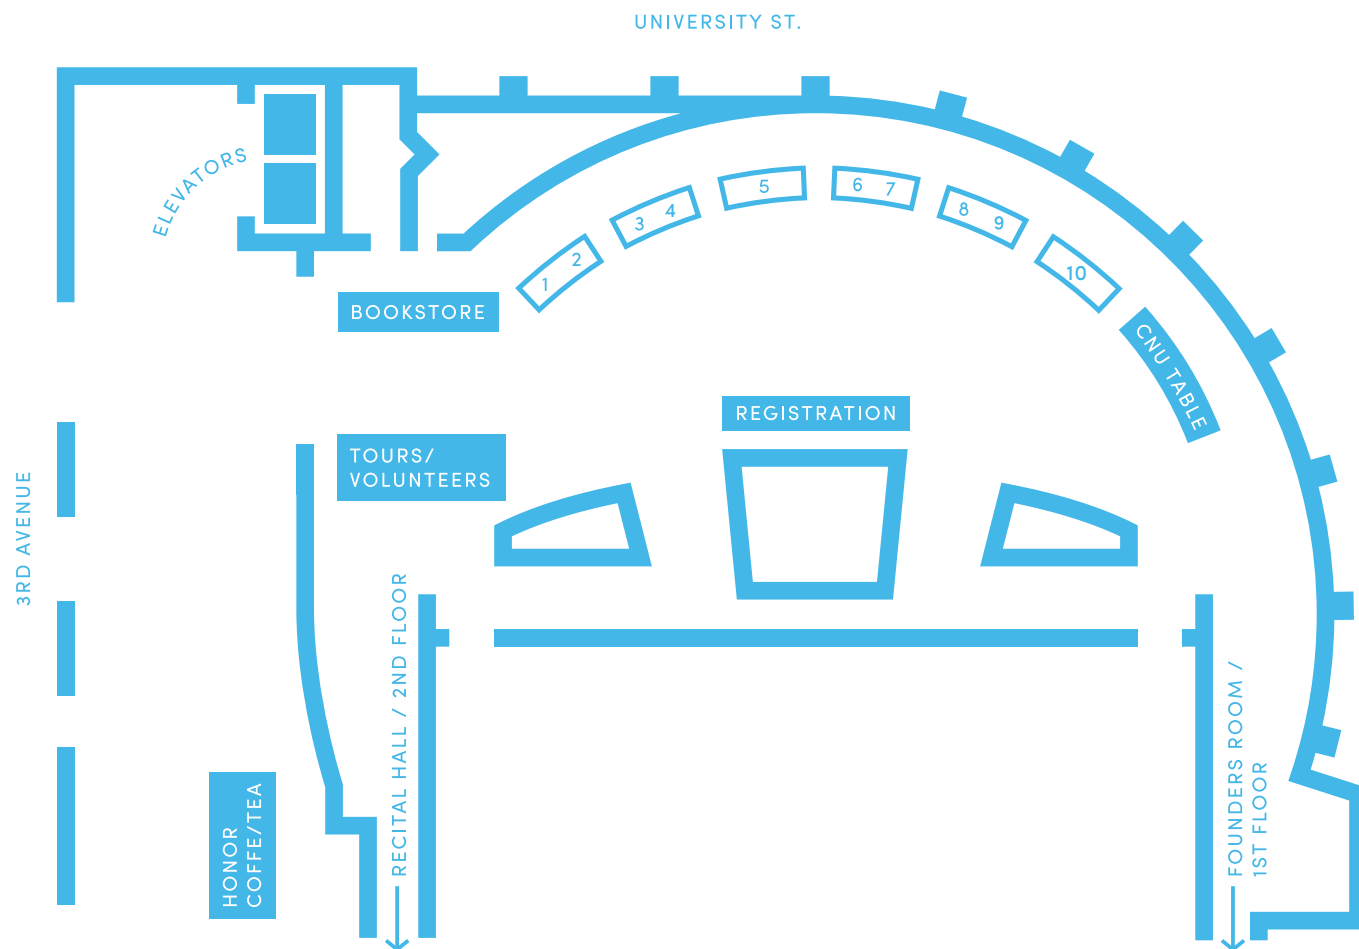 UNIVERSITY ST.
ELEVATORS
5
6 7
3 4
8 9
1 2
10
BOOKSTORE
CNU TABLE
REGISTRATION
TOURS/
VOLUNTEERS
3RD AVENUE
RECITAL HALL / 2ND FLOOR
FOUNDERS ROOM /
1ST FLOOR
HONOR
COFFE/TEA